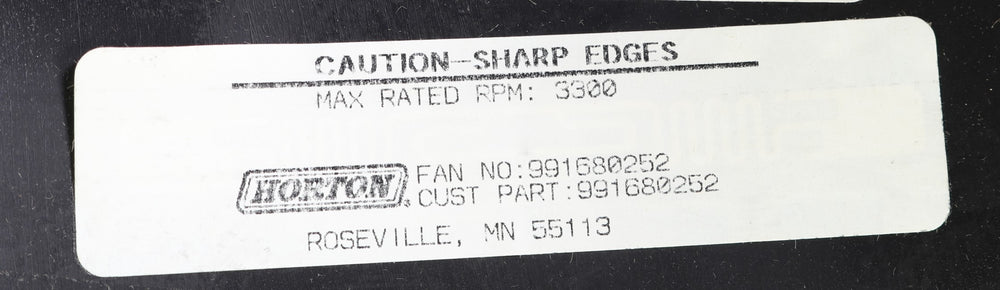 CAUTION-SHARP EDGES
MAX RATED RPM: 3300
HORTON® FAN NO:991680252
CUST PART:991680252
ROSEVILLE, MN 55113